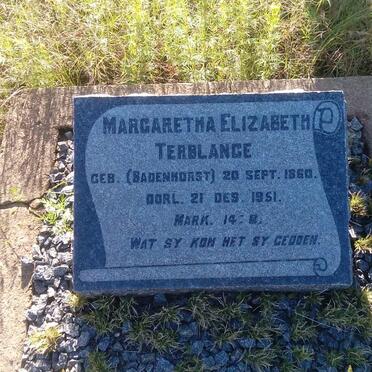 MARGARETHA ELIZABETH
TERBLANCE
GEB. (BADENHORST) 20 SEPT. 1860.
OORL. 21 DES. 1951.
MARK. 14:8.
WAT SY KON HET SY GEDOEN.